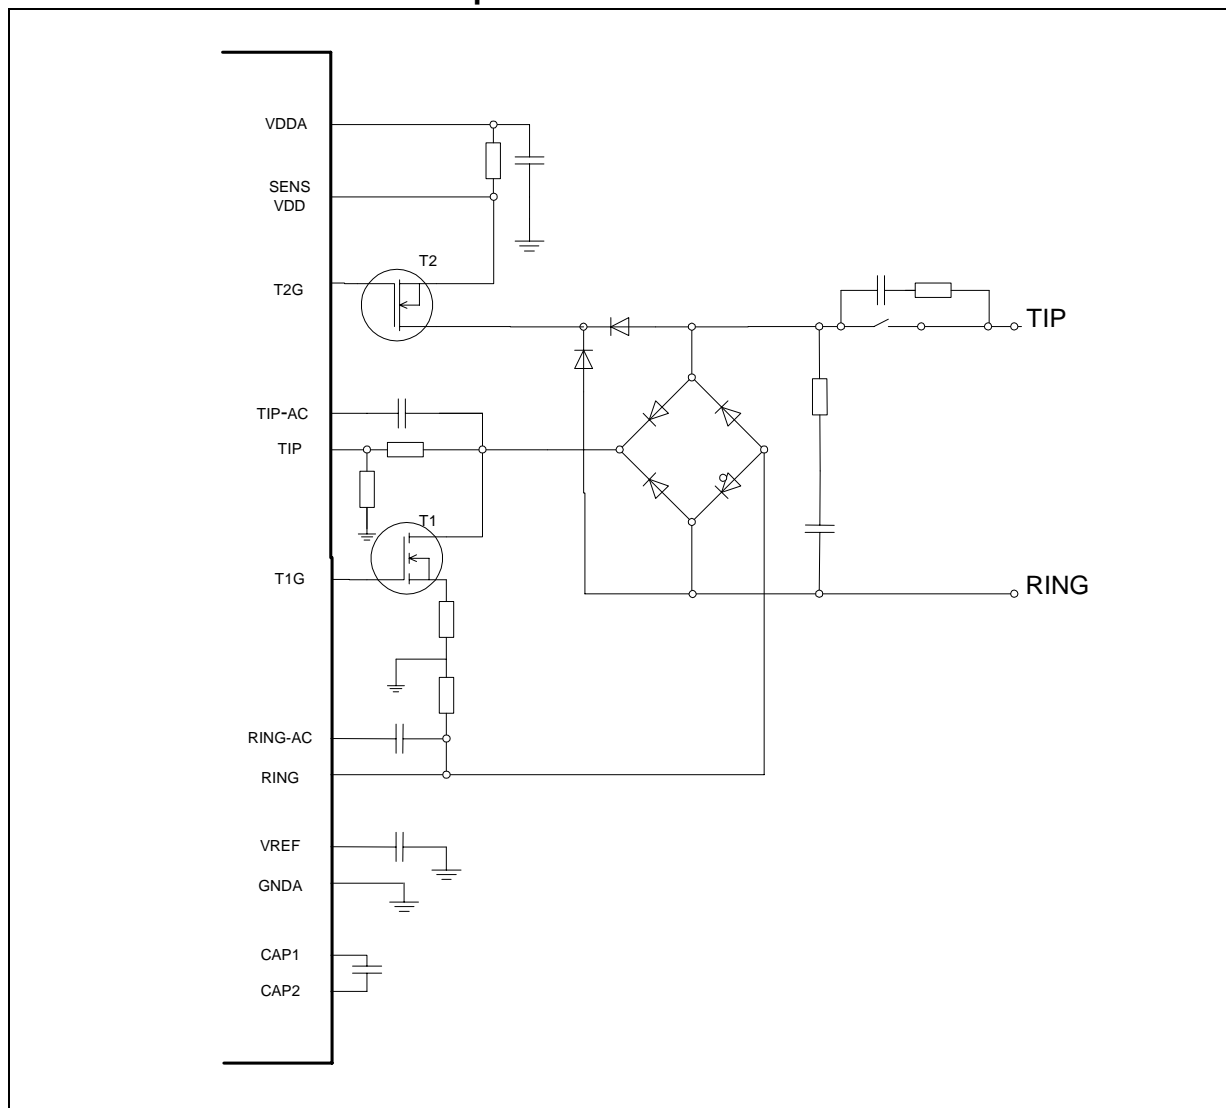 VDDA
SENS
VDD
T2G
T2
TIP
TIP-AC
TIP
T1
T1G
RING
RING-AC
RING
VREF
GNDA
CAP1
CAP2